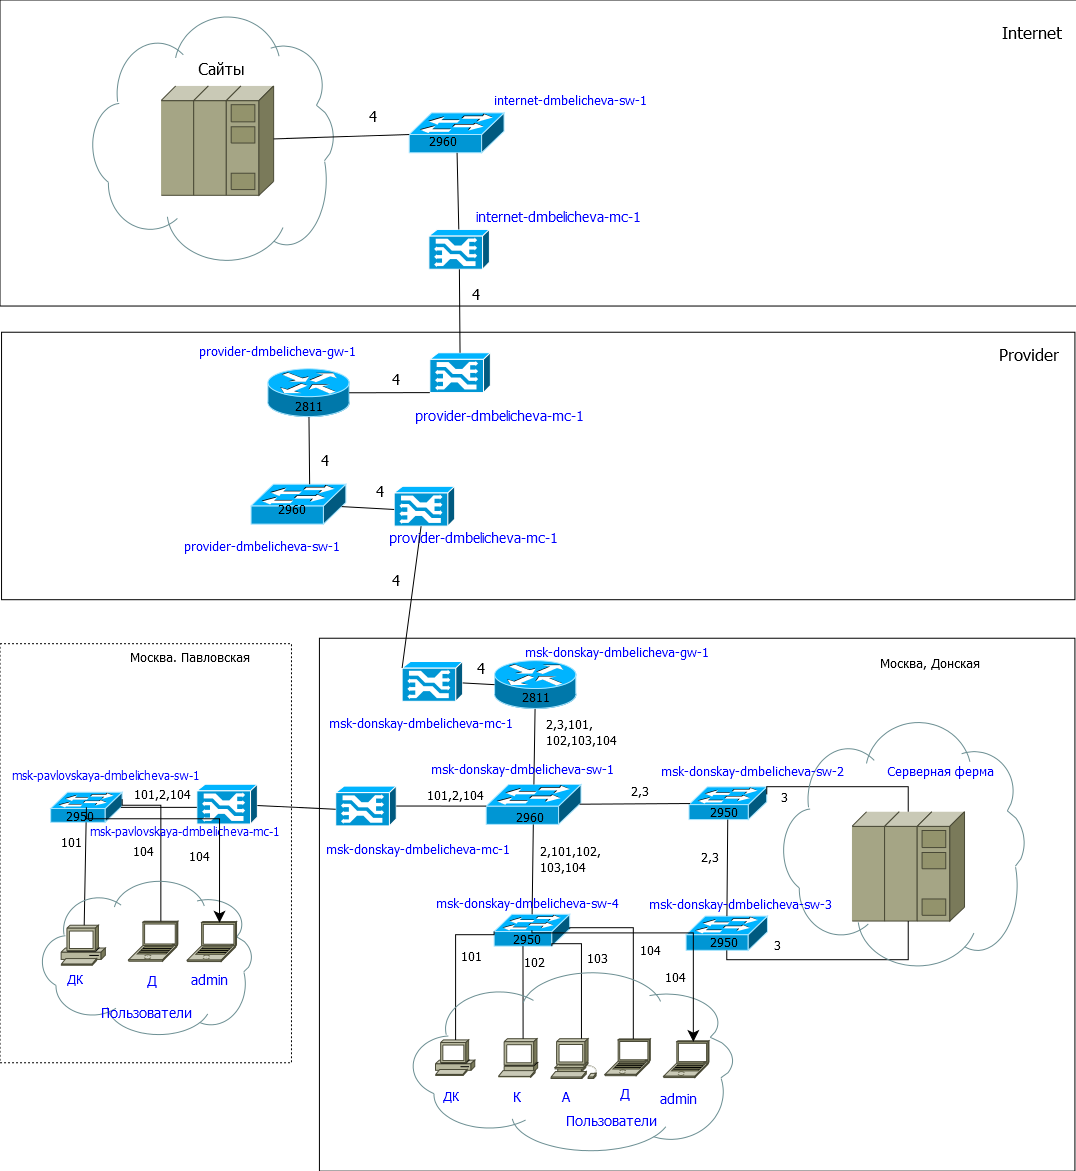 Internet
Сайты
internet-dmbelicheva-sw-1
4
2960
internet-dmbelicheva-mc-1
4
Provider
provider-dmbelicheva-gw-1
4
2811
provider-dmbelicheva-mc-1
4
4
2960
provider-dmbelicheva-mc-1
provider-dmbelicheva-sw-1
4
Москва. Павловская
msk-pavlovskaya-dmbelicheva-sw-1
101,2,104
2950
msk-pavlovskaya-dmbelicheva-mc-1
101
104
104
ДК
Д
admin
Пользователи
Москва, Донская
msk-donskay-dmbelicheva-gw-1
4
2811
msk-donskay-dmbelicheva-mc-1
2,3,101,
102,103,104
msk-donskay-dmbelicheva-sw-1
msk-donskay-dmbelicheva-sw-2
Серверная ферма
101,2,104
2,3
3
2960
2950
msk-donskay-dmbelicheva-mc-1
2,101,102,
103,104
2,3
msk-donskay-dmbelicheva-sw-4
msk-donskay-dmbelicheva-sw-3
2950
2950
3
101
102
103
104
104
ДК
К
А
Д
admin
Пользователи